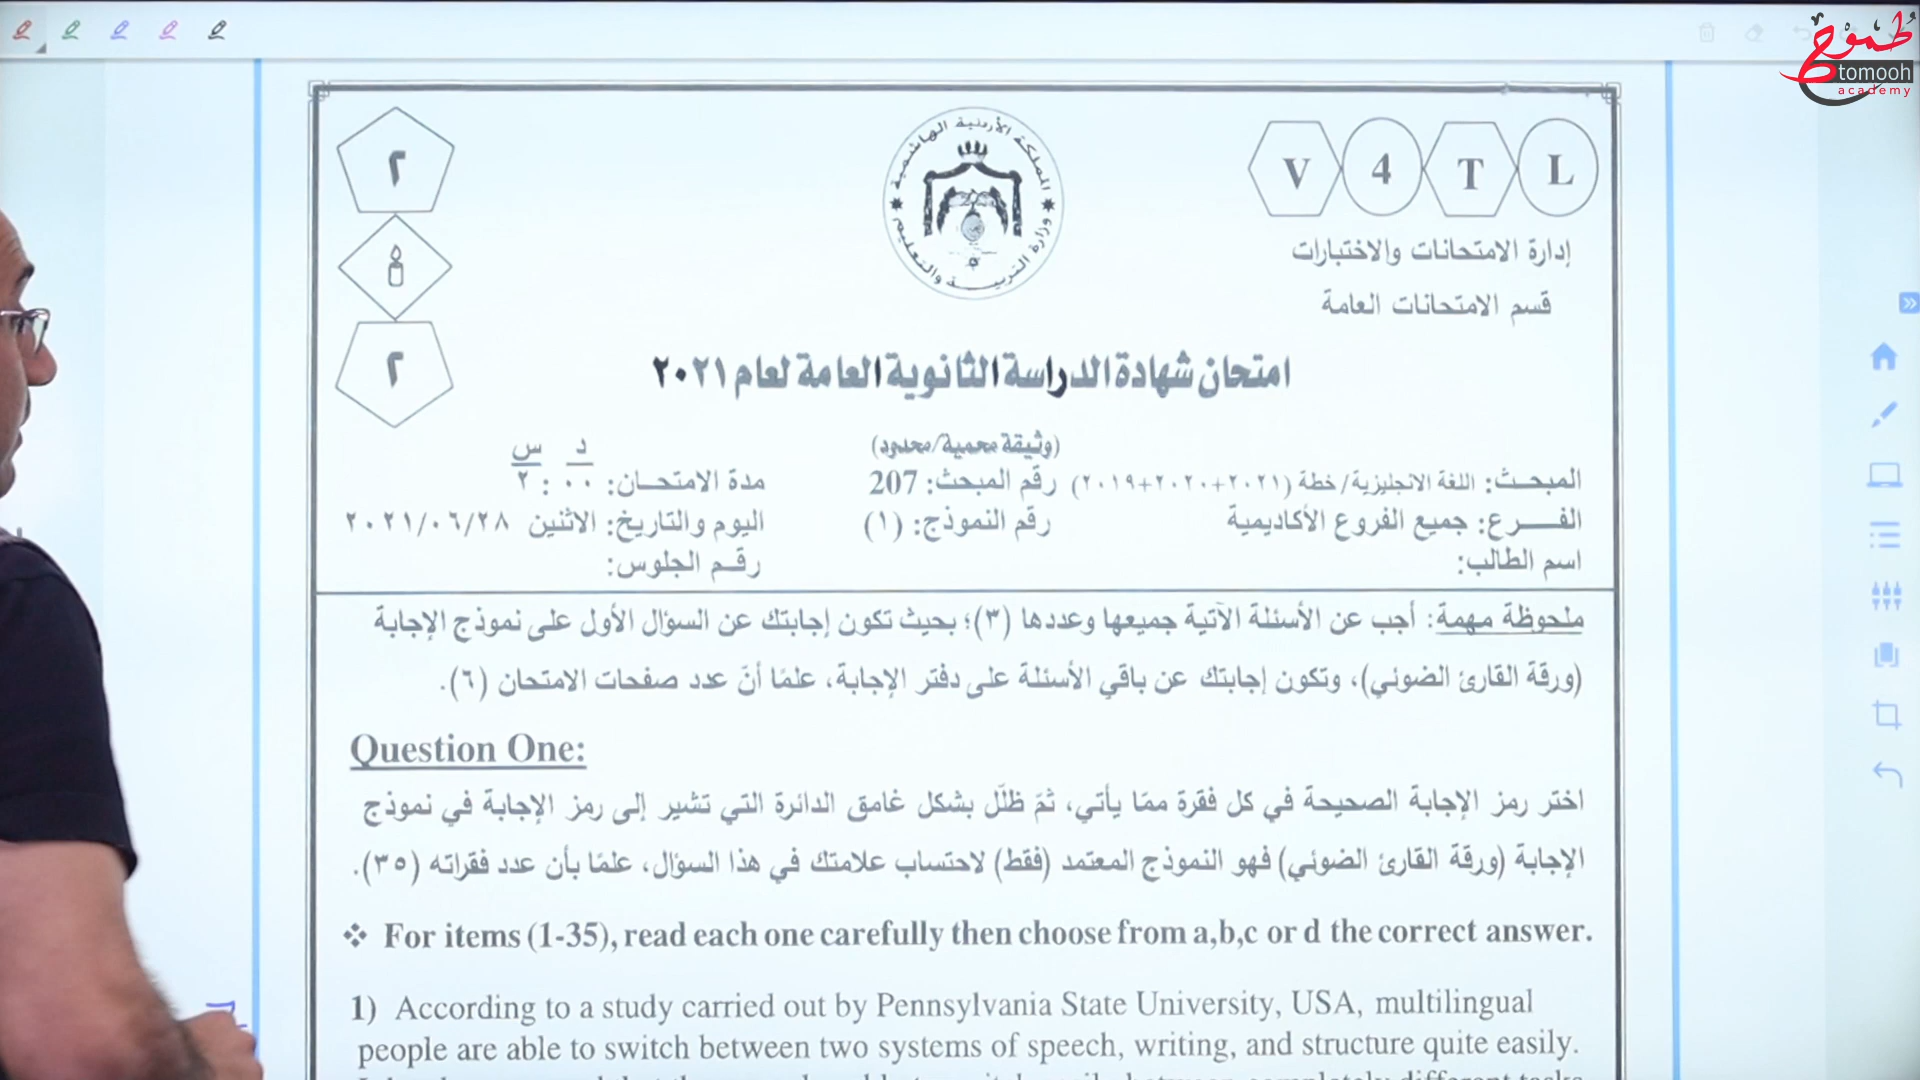 طموح
tomooh
academy
L T 4 V
٢
٢
المملكة الأردنية الهاشمية
وزارة التربية والتعليم
إدارة الامتحانات والاختبارات
قسم الامتحانات العامة
امتحان شهادة الدراسة الثانوية العامة لعام ٢٠٢١
(وثيقة محمية/محدود)
د س
المبحث: اللغة الانجليزية/خطة (٢٠١٩+٢٠٢٠+٢٠٢١) رقم المبحث: 207 مدة الامتحان: ٠٠ : ٢
الفرع: جميع الفروع الأكاديمية رقم النموذج: (١) اليوم والتاريخ: الاثنين ٢٠٢١/٠٦/٢٨
اسم الطالب: رقم الجلوس:
ملحوظة مهمة: أجب عن الأسئلة الآتية جميعها وعددها (٣)؛ بحيث تكون إجابتك عن السؤال الأول على نموذج الإجابة
(ورقة القارئ الضوئي)، وتكون إجابتك عن باقي الأسئلة على دفتر الإجابة، علمًا أنّ عدد صفحات الامتحان (٦).
Question One:
اختر رمز الإجابة الصحيحة في كل فقرة ممّا يأتي، ثمّ ظلّل بشكل غامق الدائرة التي تشير إلى رمز الإجابة في نموذج
الإجابة (ورقة القارئ الضوئي) فهو النموذج المعتمد (فقط) لاحتساب علامتك في هذا السؤال، علمًا بأن عدد فقراته (٣٥).
❖ For items (1-35), read each one carefully then choose from a,b,c or d the correct answer.
1) According to a study carried out by Pennsylvania State University, USA, multilingual
people are able to switch between two systems of speech, writing, and structure quite easily.